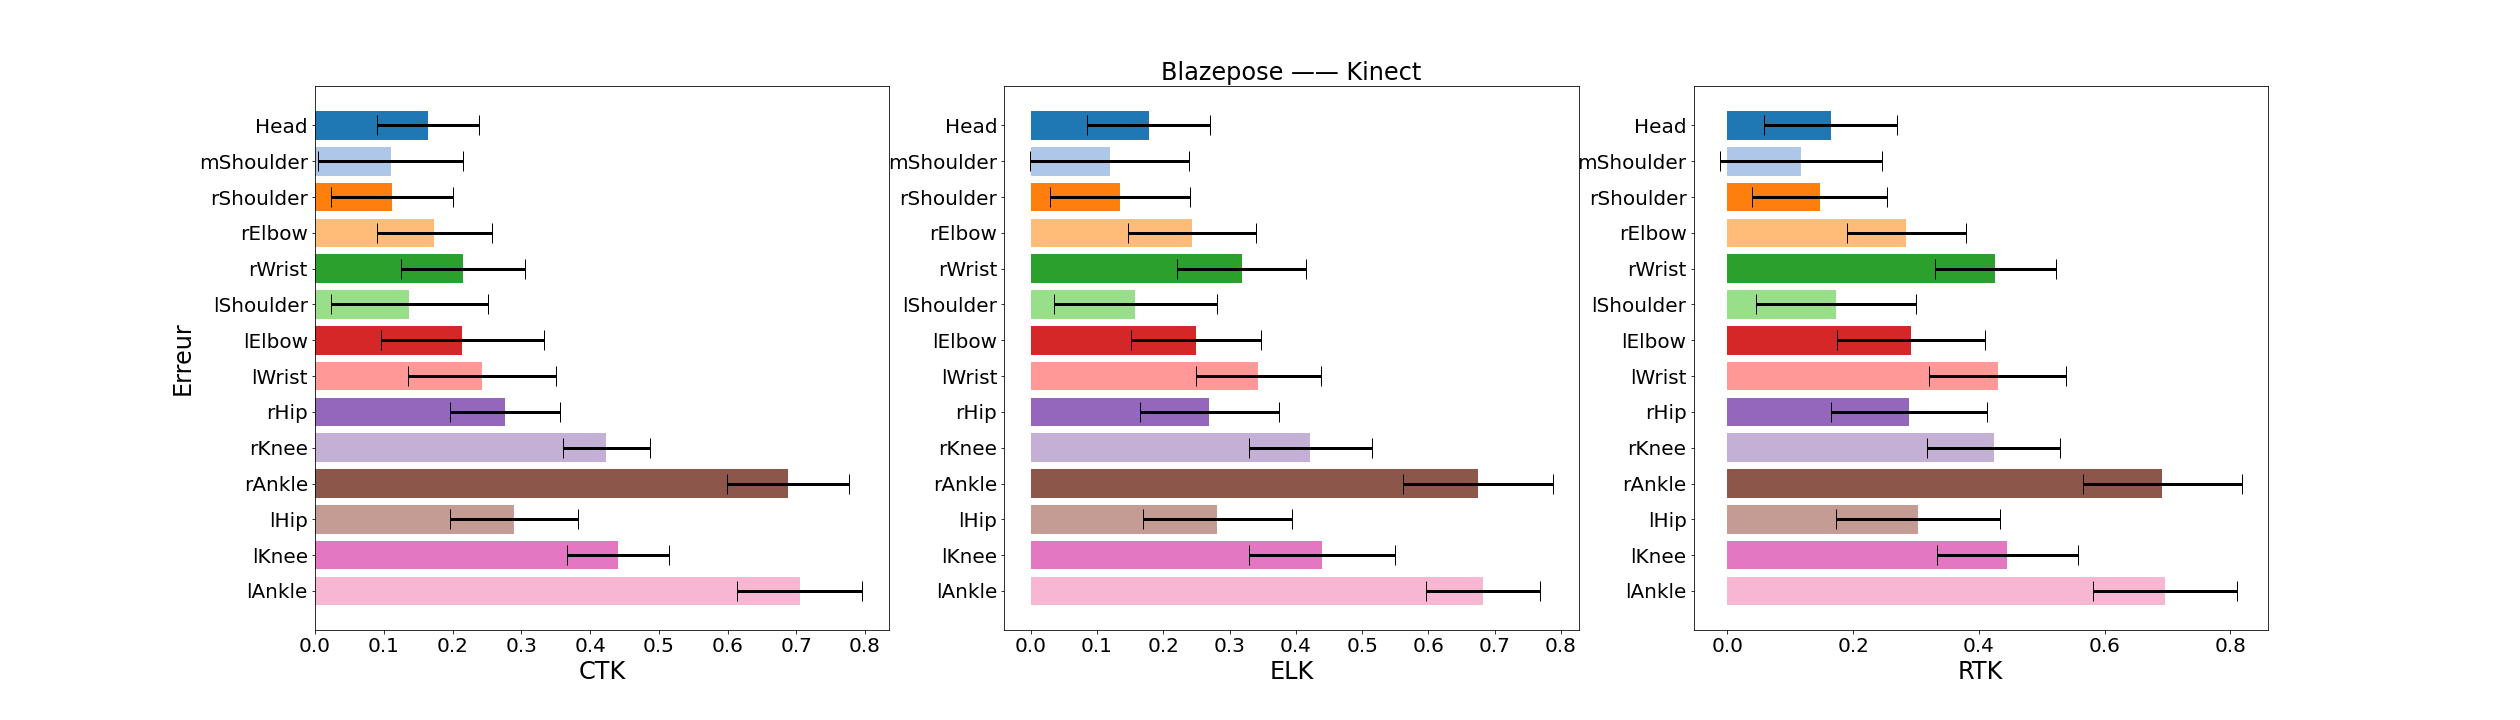 Blazepose —— Kinect
Erreur
Head
mShoulder
rShoulder
rElbow
rWrist
lShoulder
lElbow
lWrist
rHip
rKnee
rAnkle
lHip
lKnee
lAnkle
0.0 0.1 0.2 0.3 0.4 0.5 0.6 0.7 0.8
CTK
Head
mShoulder
rShoulder
rElbow
rWrist
lShoulder
lElbow
lWrist
rHip
rKnee
rAnkle
lHip
lKnee
lAnkle
0.0 0.1 0.2 0.3 0.4 0.5 0.6 0.7 0.8
ELK
Head
mShoulder
rShoulder
rElbow
rWrist
lShoulder
lElbow
lWrist
rHip
rKnee
rAnkle
lHip
lKnee
lAnkle
0.0 0.2 0.4 0.6 0.8
RTK